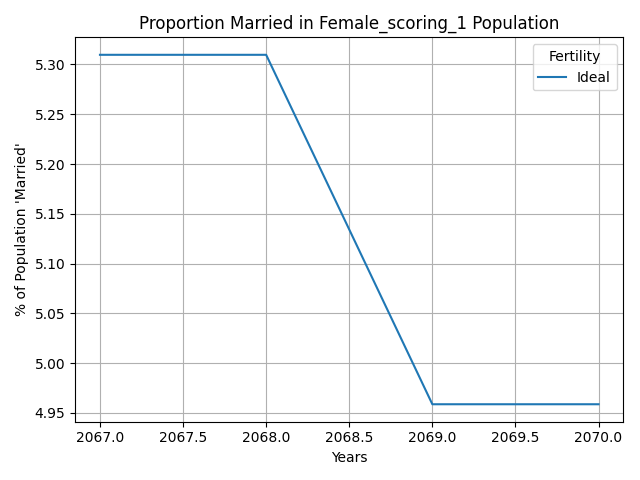 Proportion Married in Female_scoring_1 Population
Fertility
Ideal
% of Population 'Married'
5.30
5.25
5.20
5.15
5.10
5.05
5.00
4.95
2067.0 2067.5 2068.0 2068.5 2069.0 2069.5 2070.0
Years